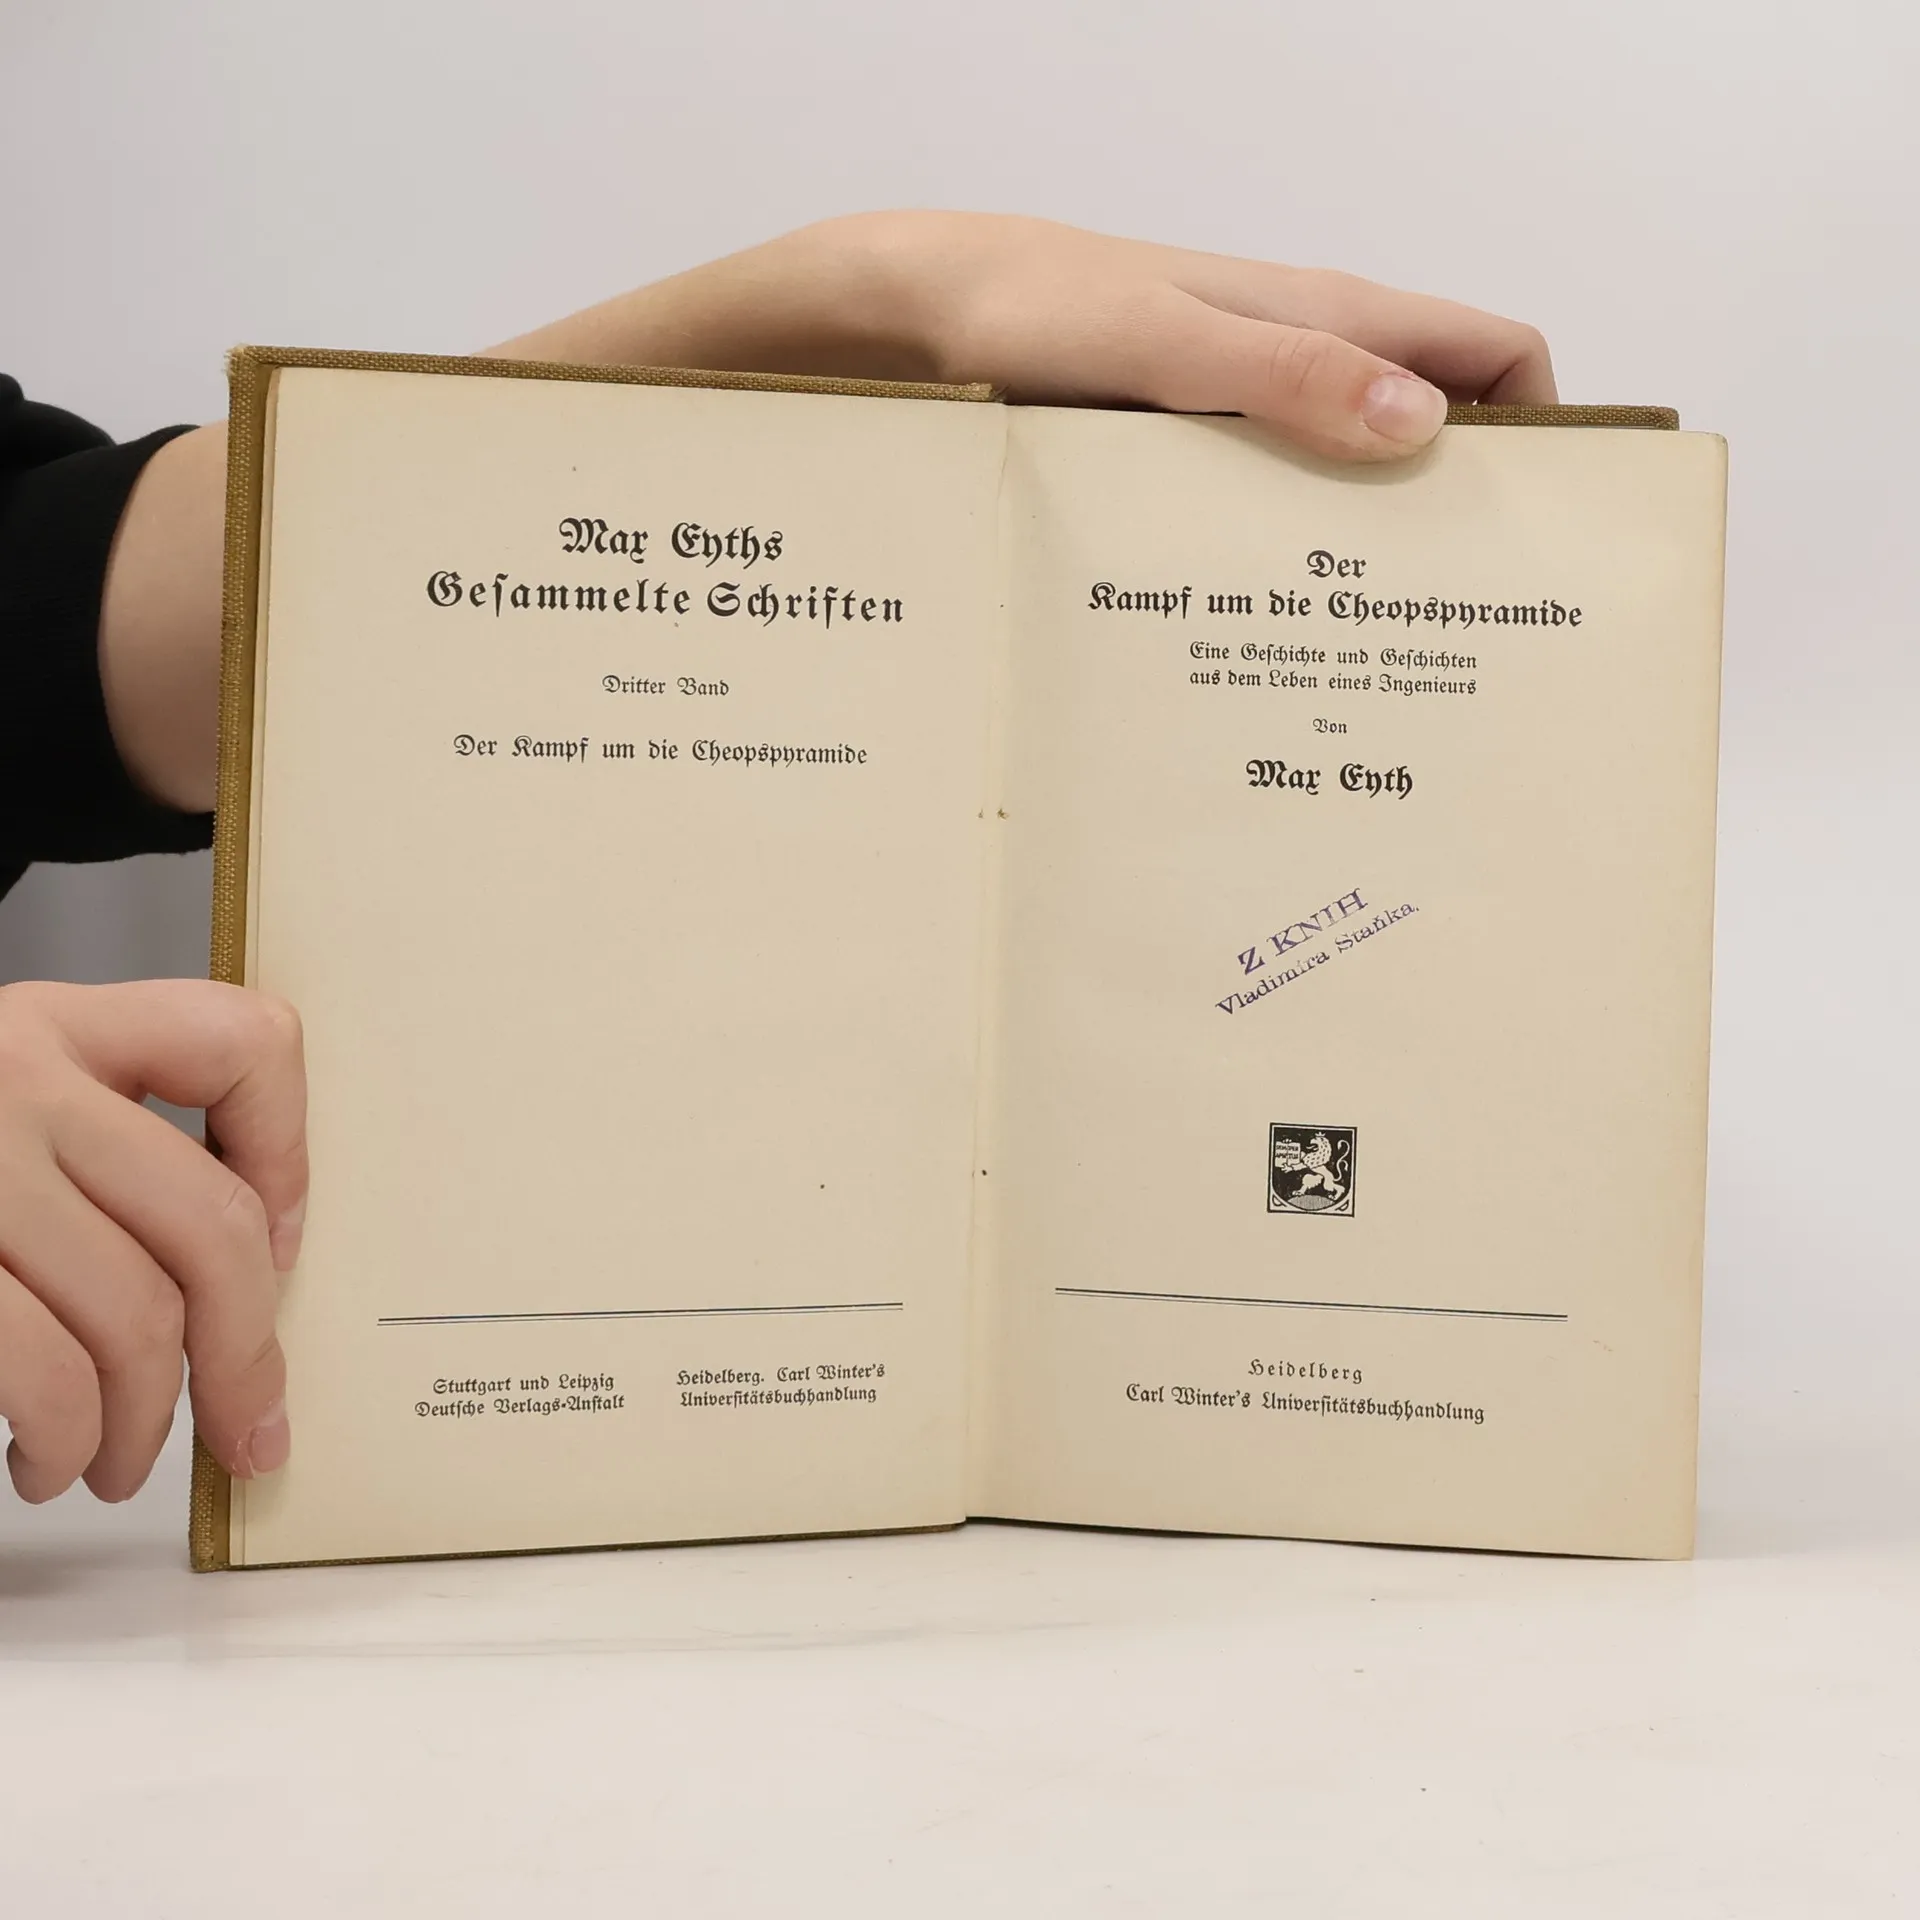 Max Eyths
Geſammelte Schriften
Dritter Band
Der Kampf um die Cheopspyramide
Stuttgart und Leipzig
Deutſche Verlags-Anſtalt
Heidelberg. Carl Winter's
Univerſitätsbuchhandlung
Der
Kampf um die Cheopspyramide
Eine Geſchichte und Geſchichten
aus dem Leben eines Ingenieurs
Von
Max Eyth
Z KNIH
Vladimíra Staňka.
SEMPER
APERTUS
Heidelberg
Carl Winter's Univerſitätsbuchhandlung